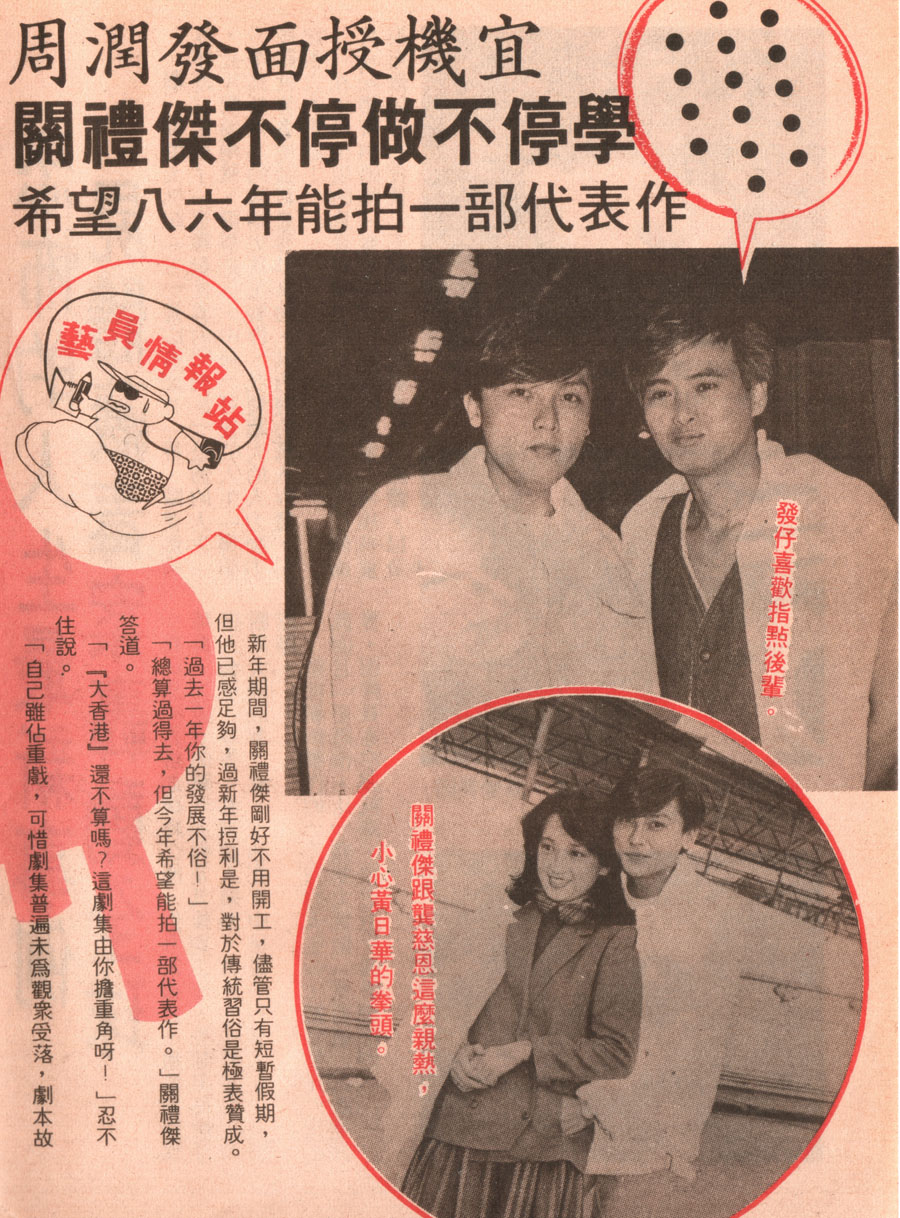 周潤發面授機宜
關禮傑不停做不停學
希望八六年能拍一部代表作
藝員情報站
發仔喜歡指點後輩。
關禮傑跟龔慈恩這麼親熱,
小心黃日華的拳頭。
新年期間,關禮傑剛好不用開工,儘管只有短暫假期,
但他已感足夠,過新年挜利是,對於傳統習俗是極表贊成。
「過去一年你的發展不俗!」
「總算過得去,但今年希望能拍一部代表作。」關禮傑
答道。
「『大香港』還不算嗎?這劇集由你擔重角呀!」忍不
住說。
「自己雖佔重戲,可惜劇集普遍未爲觀衆受落,劇本故